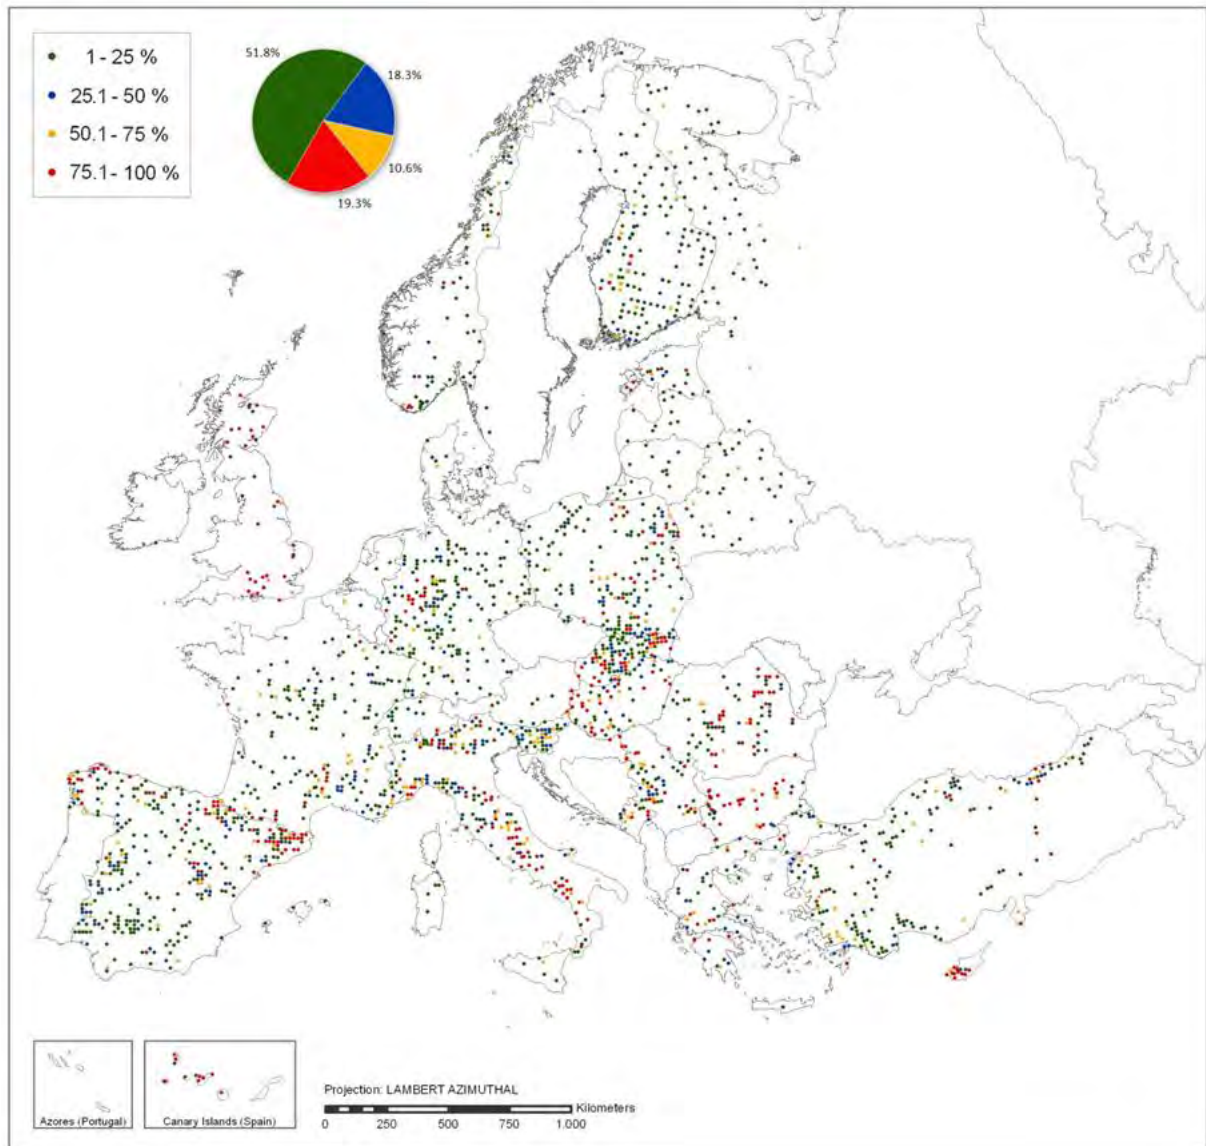 1 - 25 %
25.1 - 50 %
50.1 - 75 %
75.1 - 100 %
51.8%
18.3%
10.6%
19.3%
Azores (Portugal)
Canary Islands (Spain)
Projection: LAMBERT AZIMUTHAL
Kilometers
0 250 500 750 1.000